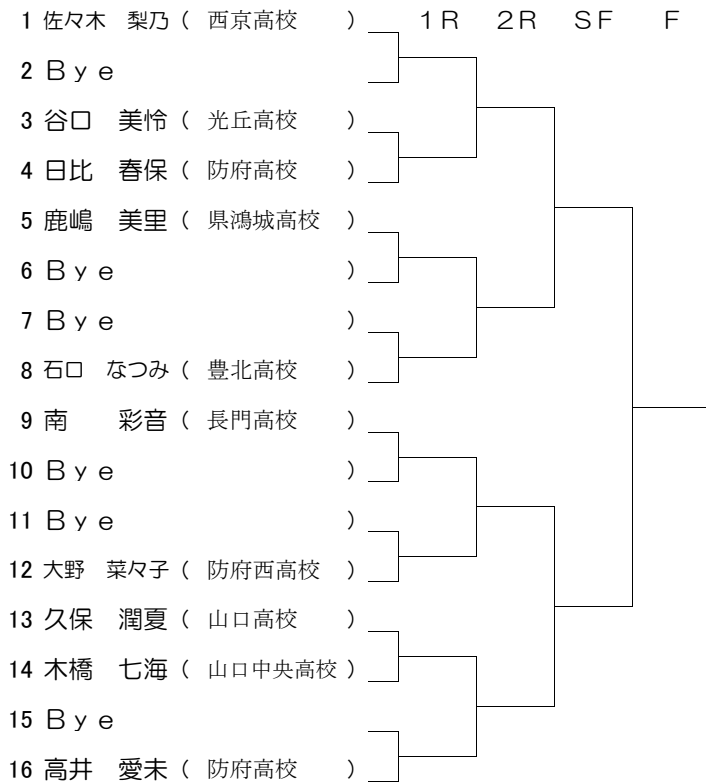 1 佐々木 梨乃 ( 西京高校 ) 1R 2R SF F
2 Bye
3 谷口 美怜 ( 光丘高校 )
4 日比 春保 ( 防府高校 )
5 鹿嶋 美里 ( 県鴻城高校 )
6 Bye )
7 Bye )
8 石口 なつみ ( 豊北高校 )
9 南 彩音 ( 長門高校 )
10 Bye )
11 Bye )
12 大野 菜々子 ( 防府西高校 )
13 久保 潤夏 ( 山口高校 )
14 木橋 七海 ( 山口中央高校 )
15 Bye
16 高井 愛未 ( 防府高校 )